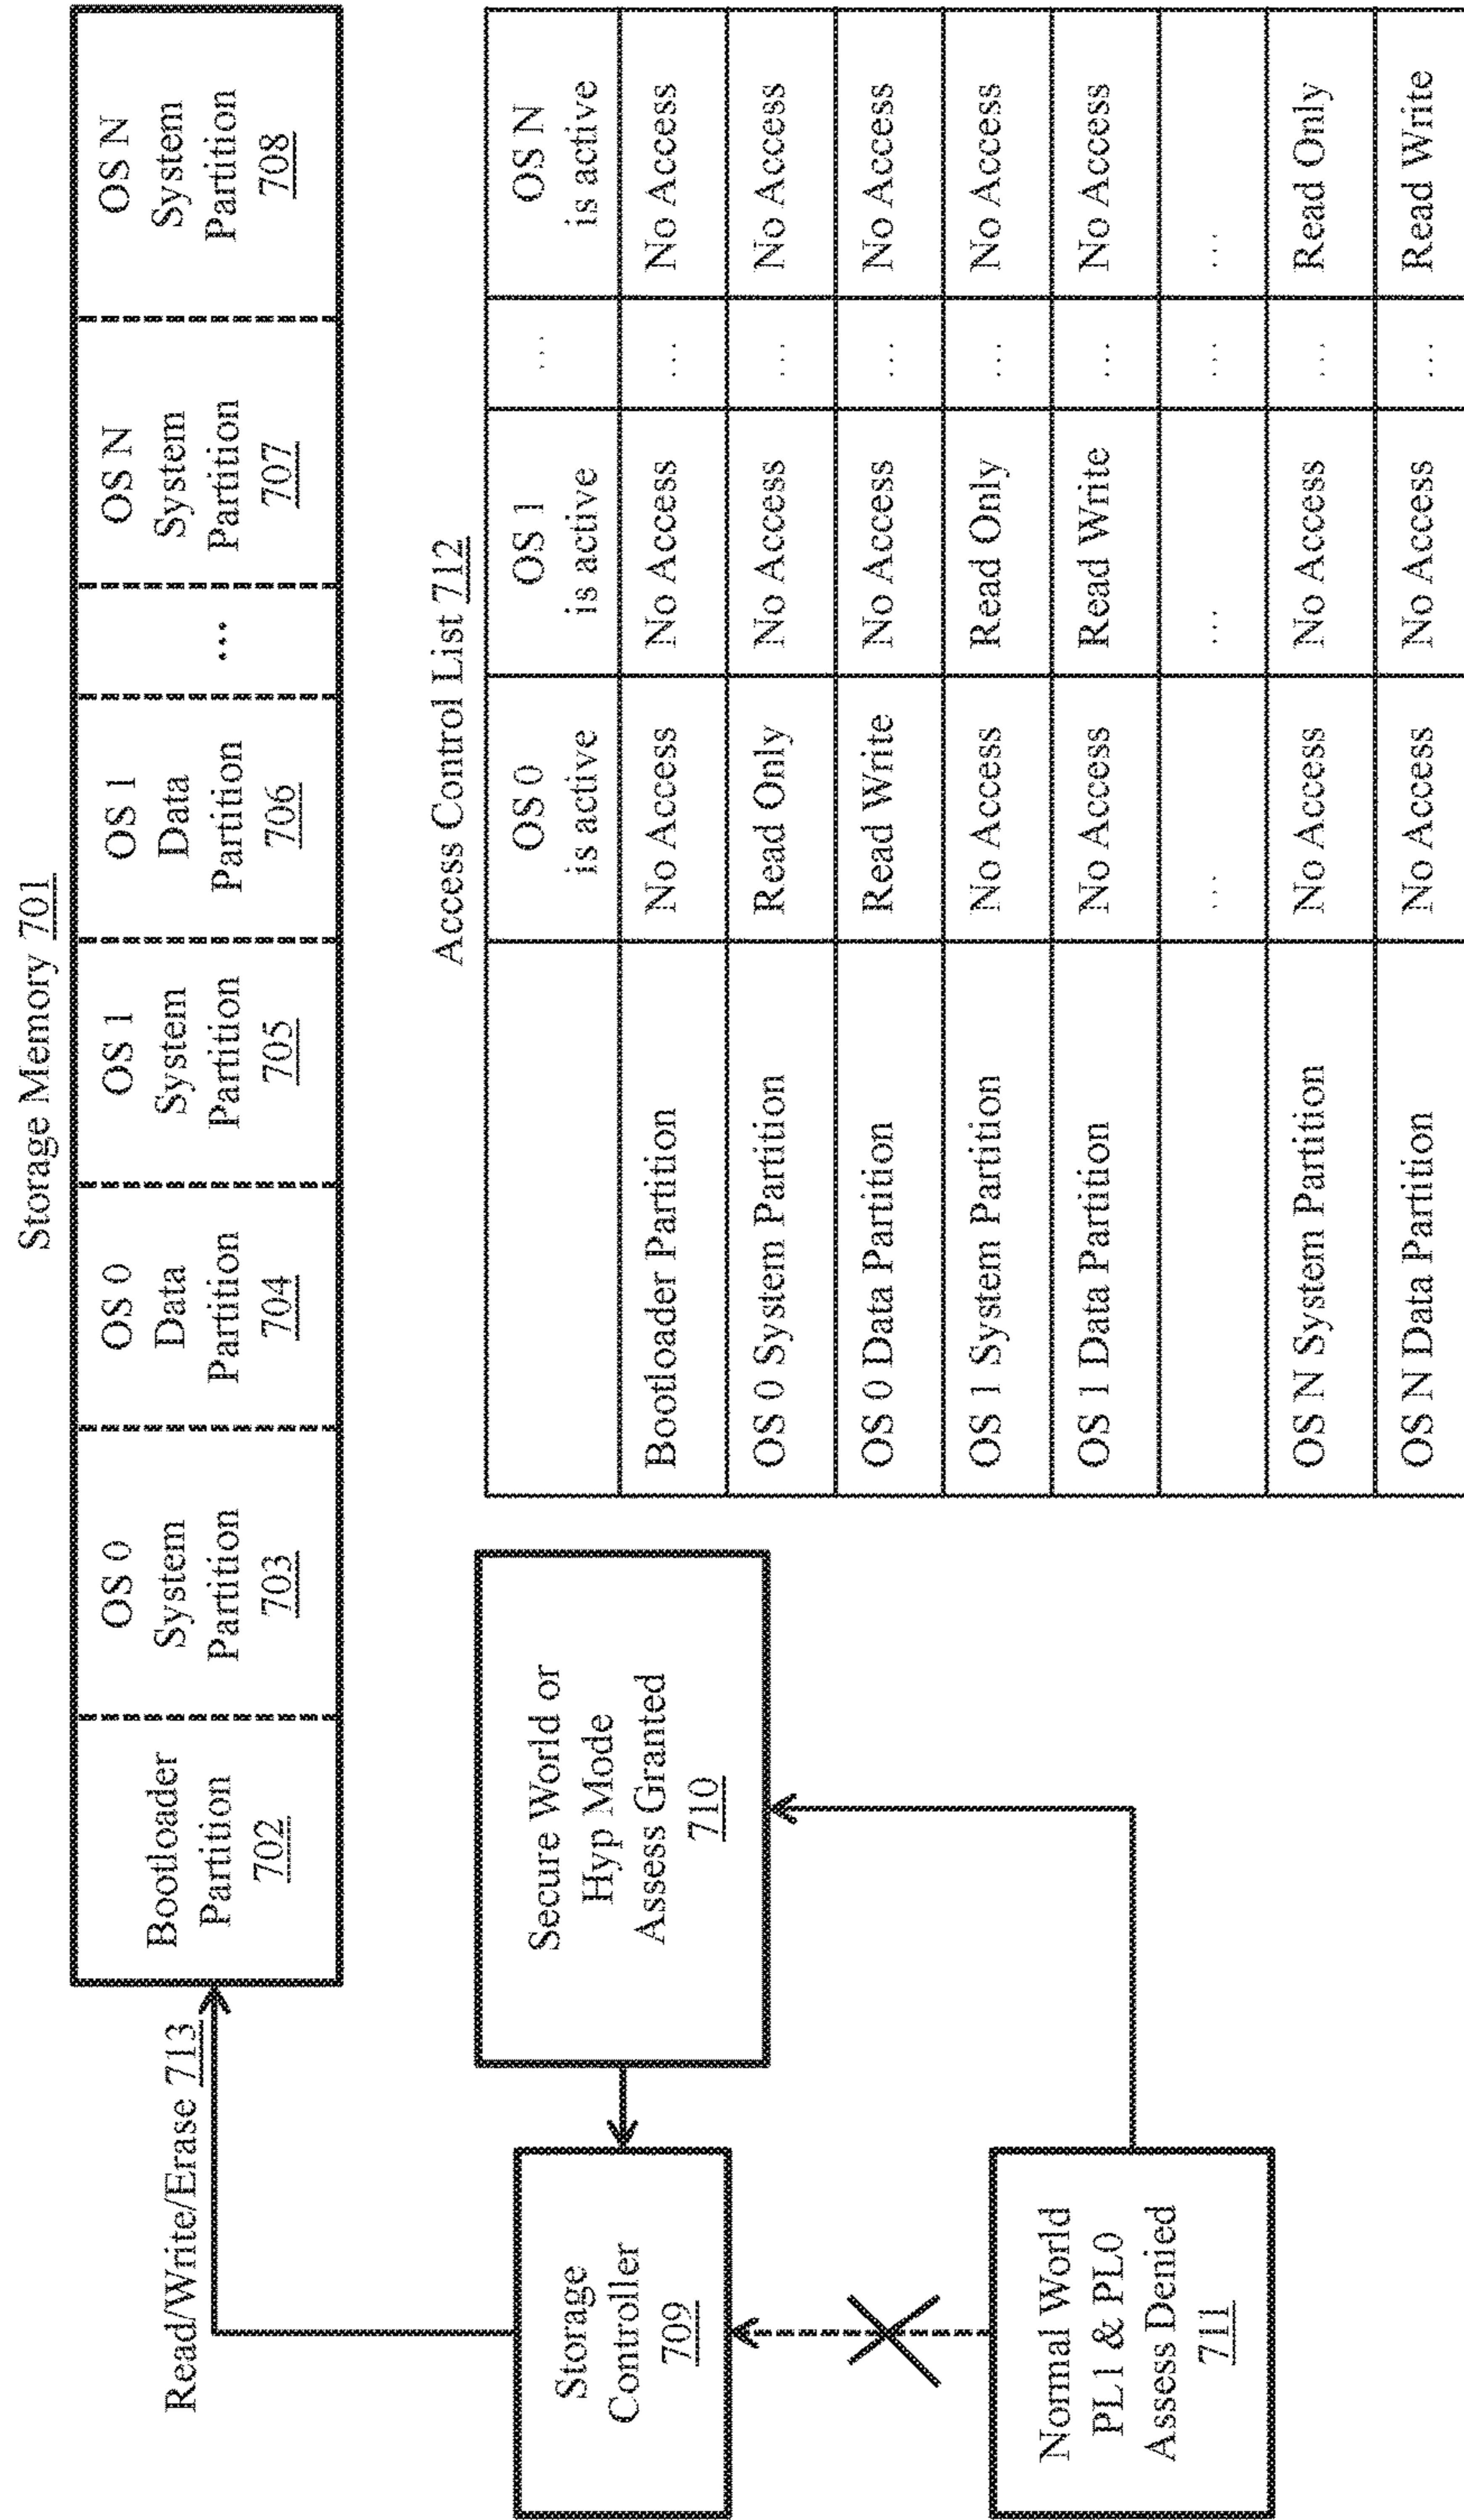 Storage Memory 701
Bootloader
Partition
702
OS 0
System
Partition
703
OS 0
Data
Partition
704
OS 1
System
Partition
705
OS 1
Data
Partition
706
...
OS N
System
Partition
707
OS N
System
Partition
708
Read/Write/Erase 713
Storage
Controller
709
Secure World or
Hyp Mode
Assess Granted
710
Normal World
PL1 & PL0
Assess Denied
711
Access Control List 712
OS 0
is active
OS 1
is active
...
OS N
is active
Bootloader Partition No Access No Access ... No Access
OS 0 System Partition Read Only No Access ... No Access
OS 0 Data Partition Read Write No Access ... No Access
OS 1 System Partition No Access Read Only ... No Access
OS 1 Data Partition No Access Read Write ... No Access
... ... ... ...
OS N System Partition No Access No Access ... Read Only
OS N Data Partition No Access No Access ... Read Write